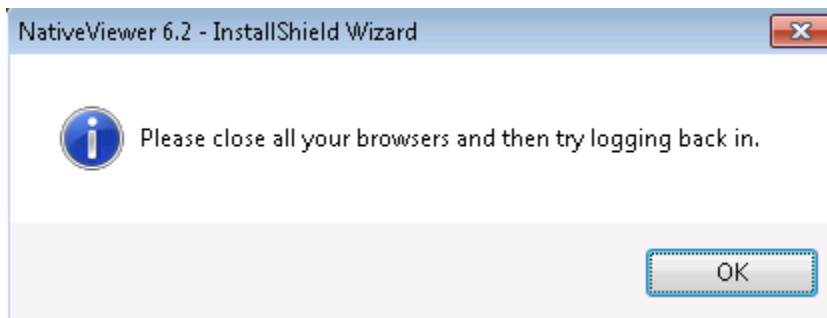 NativeViewer 6.2 - InstallShield Wizard
Please close all your browsers and then try logging back in.
OK